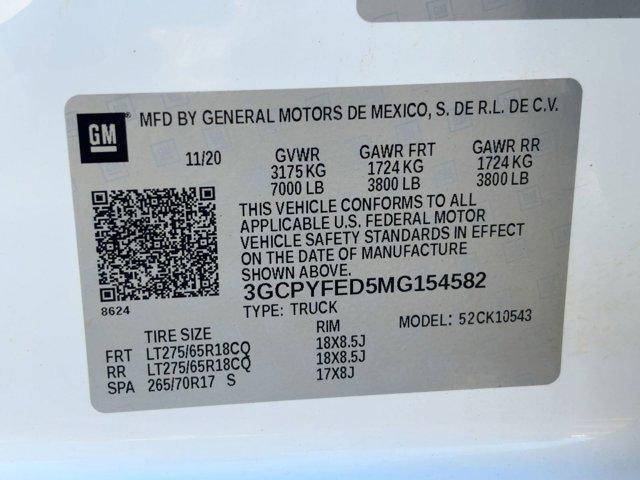 GM
MFD BY GENERAL MOTORS DE MEXICO, S. DE R.L. DE C.V.
11/20 GVWR GAWR FRT GAWR RR
3175 KG 1724 KG 1724 KG
7000 LB 3800 LB 3800 LB
THIS VEHICLE CONFORMS TO ALL
APPLICABLE U.S. FEDERAL MOTOR
VEHICLE SAFETY STANDARDS IN EFFECT
ON THE DATE OF MANUFACTURE
SHOWN ABOVE.
3GCPYFED5MG154582
8624
TYPE: TRUCK MODEL: 52CK10543
TIRE SIZE RIM
FRT LT275/65R18CQ 18X8.5J
RR LT275/65R18CQ 18X8.5J
SPA 265/70R17 S 17X8J